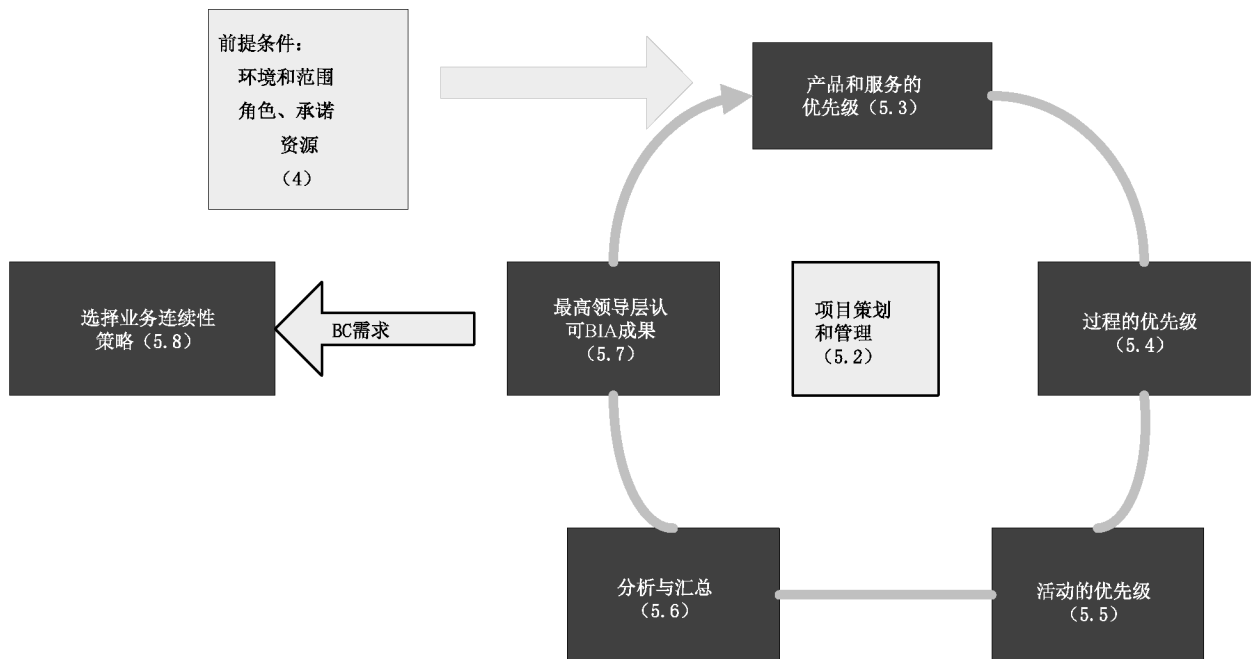 前提条件：
环境和范围
角色、承诺
资源
（4）
产品和服务的
优先级（5.3）
选择业务连续性
策略（5.8）
BC需求
最高领导层认
可BIA成果
（5.7）
项目策划
和管理
（5.2）
过程的优先级
（5.4）
分析与汇总
（5.6）
活动的优先级
（5.5）